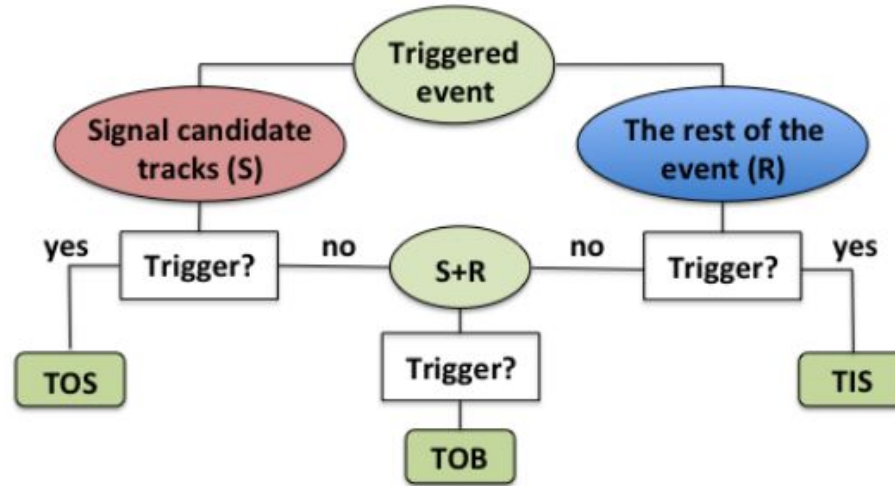 Triggered
event
Signal candidate
tracks (S)
The rest of the
event (R)
yes
Trigger?
no
S+R
no
Trigger?
yes
TOS
Trigger?
TIS
TOB